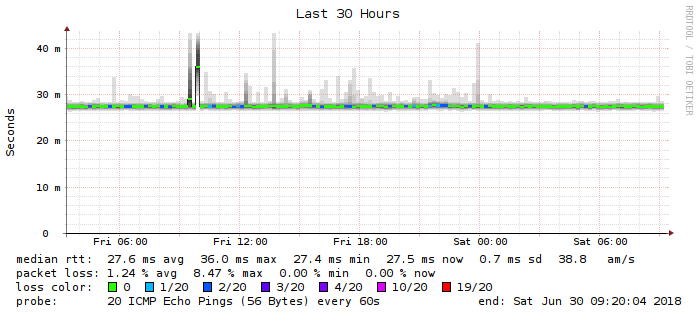 Last 30 Hours
RRDTOOL / TOBI OETIKER
Seconds
40 m
30 m
20 m
10 m
0
Fri 06:00 Fri 12:00 Fri 18:00 Sat 00:00 Sat 06:00
median rtt: 27.6 ms avg 36.0 ms max 27.4 ms min 27.5 ms now 0.7 ms sd 38.8 am/s
packet loss: 1.24 % avg 8.47 % max 0.00 % min 0.00 % now
loss color: 0 1/20 2/20 3/20 4/20 10/20 19/20
probe: 20 ICMP Echo Pings (56 Bytes) every 60s end: Sat Jun 30 09:20:04 2018